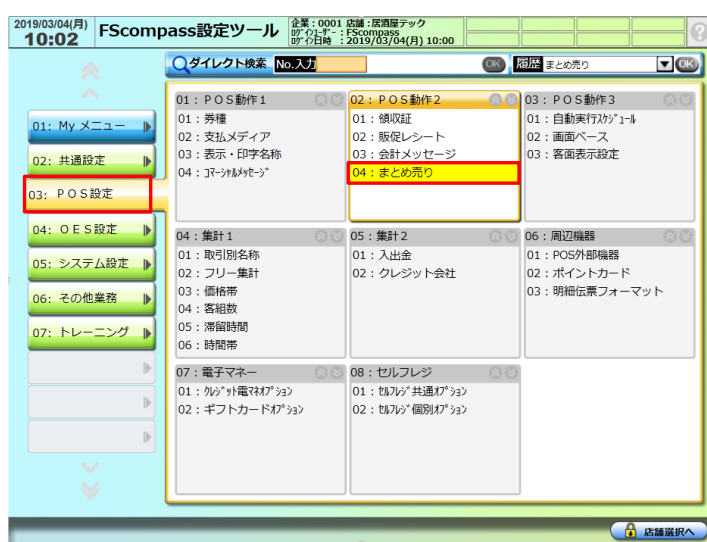 2019/03/04(月)
10:02
FScompass設定ツール
企業:0001 店舗:居酒屋テック
ﾛｸﾞｲﾝﾕｰｻﾞｰ:FScompass
ﾛｸﾞｲﾝ日時 :2019/03/04(月) 10:00
ダイレクト検索 No.入力 OK 履歴 まとめ売り OK
01: My メニュー
02: 共通設定
03: POS設定
04: OES設定
05: システム設定
06: その他業務
07: トレーニング
01:POS動作1
01:券種
02:支払メディア
03:表示・印字名称
04:ｺﾏｰｼｬﾙﾒｯｾｰｼﾞ
02:POS動作2
01:領収証
02:販促レシート
03:会計メッセージ
04:まとめ売り
03:POS動作3
01:自動実行ｽｹｼﾞｭｰﾙ
02:画面ベース
03:客面表示設定
04:集計1
01:取引別名称
02:フリー集計
03:価格帯
04:客組数
05:滞留時間
06:時間帯
05:集計2
01:入出金
02:クレジット会社
06:周辺機器
01:POS外部機器
02:ポイントカード
03:明細伝票フォーマット
07:電子マネー
01:ｸﾚｼﾞｯﾄ電ﾏﾈｵﾌﾟｼｮﾝ
02:ギフトカードｵﾌﾟｼｮﾝ
08:セルフレジ
01:ｾﾙﾌﾚｼﾞ共通ｵﾌﾟｼｮﾝ
02:ｾﾙﾌﾚｼﾞ個別ｵﾌﾟｼｮﾝ
店舗選択へ